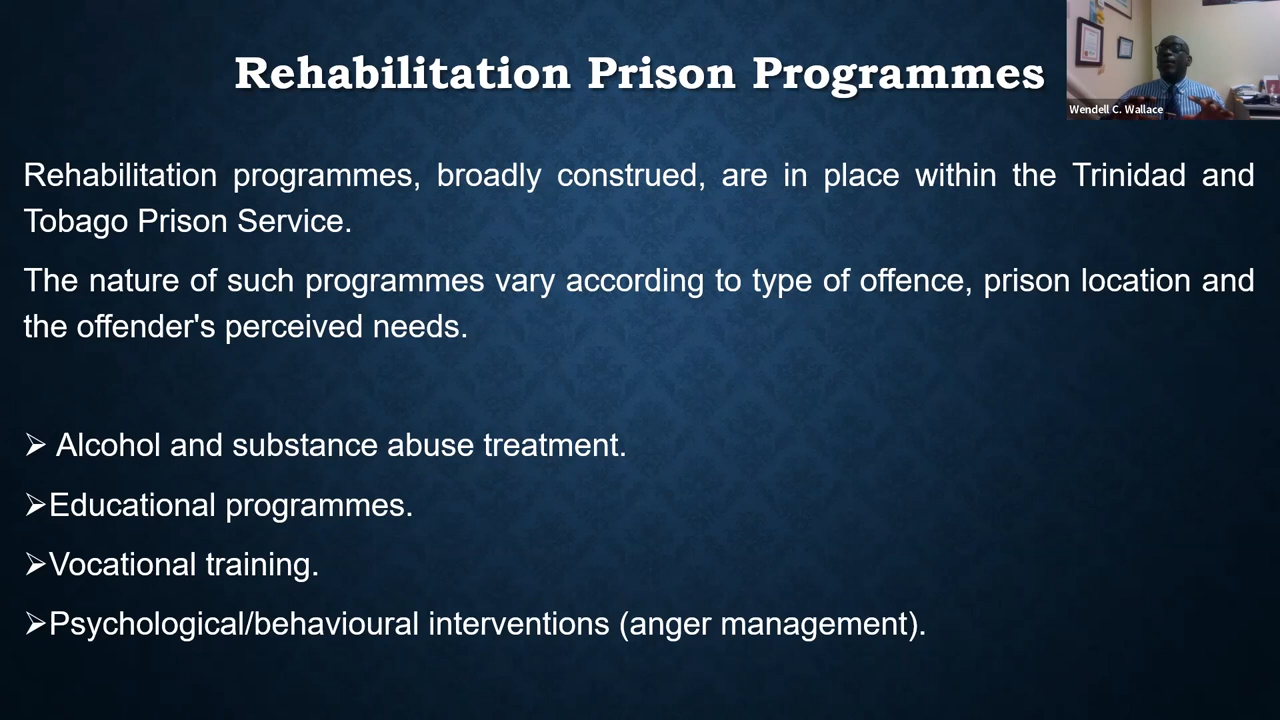 Rehabilitation Prison Programmes
Wendell C. Wallace
Rehabilitation programmes, broadly construed, are in place within the Trinidad and
Tobago Prison Service.
The nature of such programmes vary according to type of offence, prison location and
the offender's perceived needs.
➢ Alcohol and substance abuse treatment.
➢Educational programmes.
➢Vocational training.
➢Psychological/behavioural interventions (anger management).